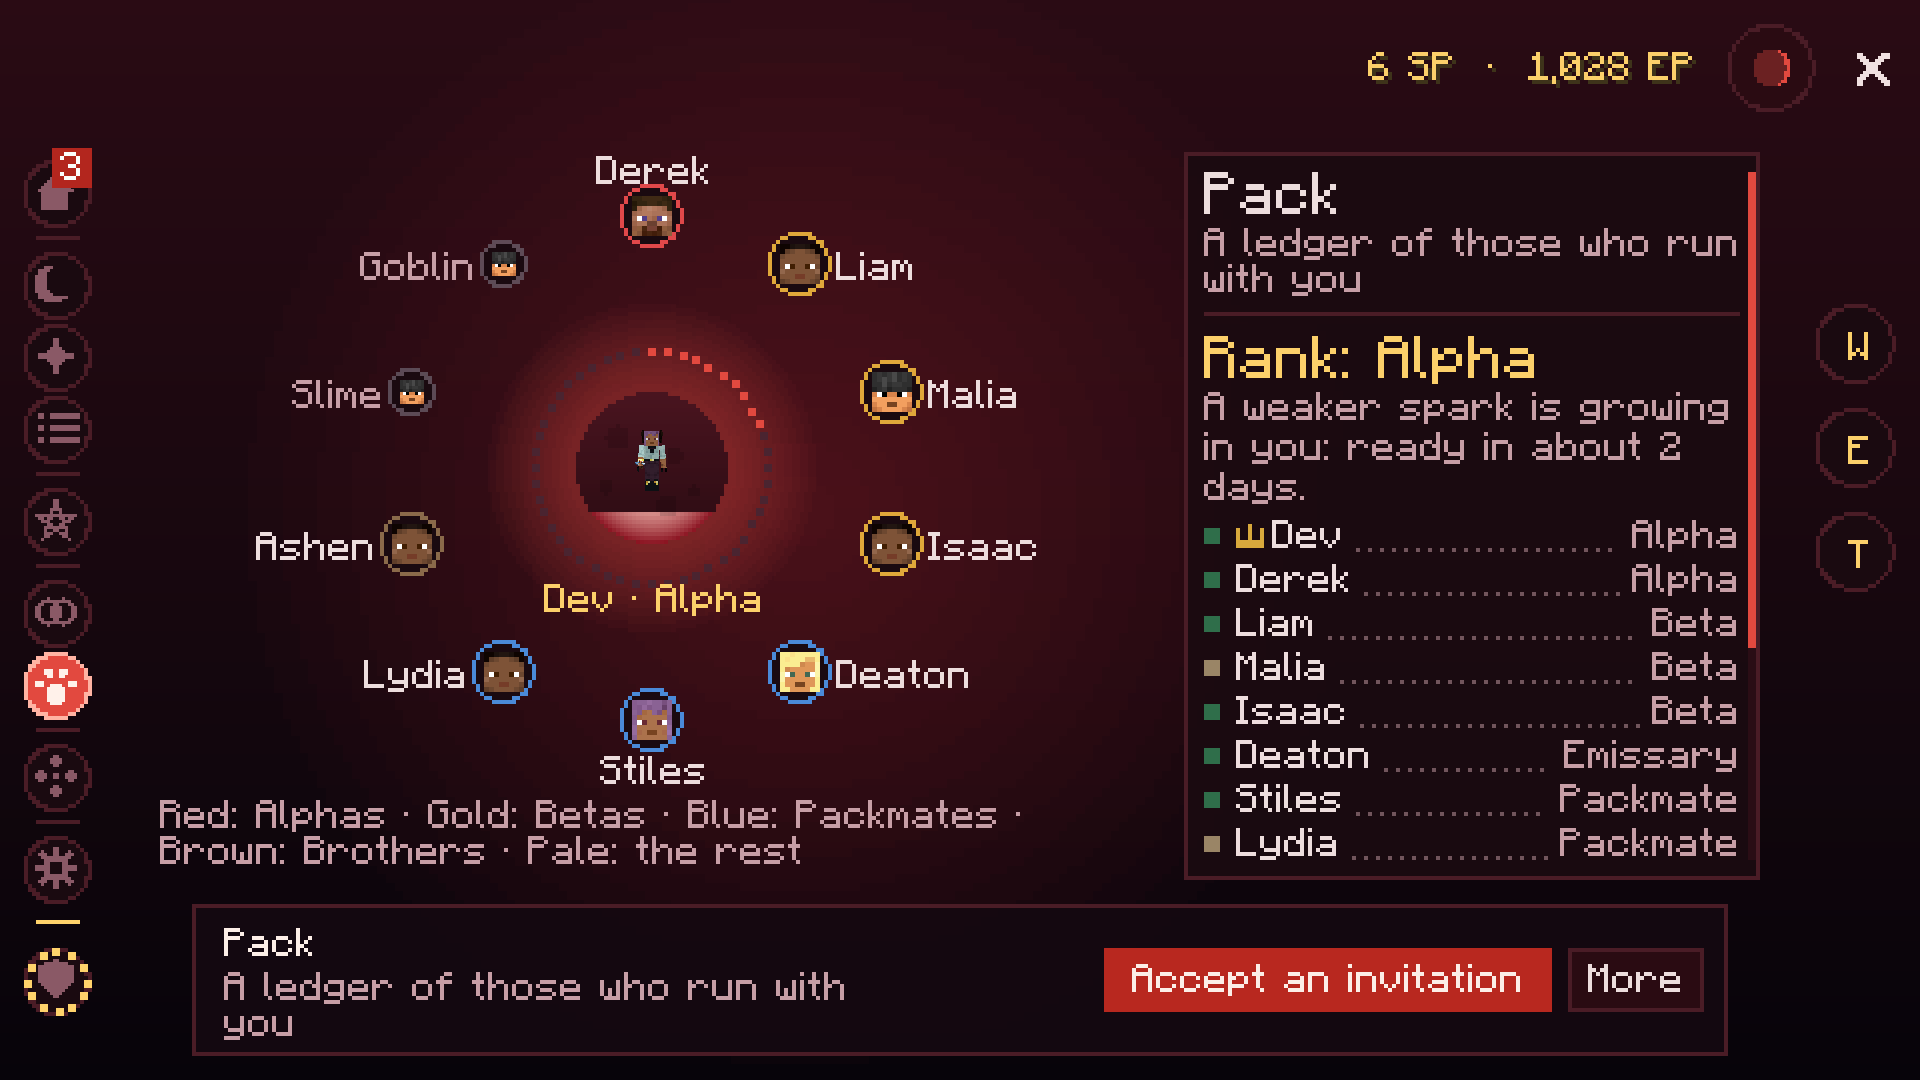 6 SP · 1,028 EP
3
Derek
Goblin
Liam
Slime
Malia
Ashen
Isaac
Dev · Alpha
Lydia
Deaton
Stiles
Red: Alphas · Gold: Betas · Blue: Packmates ·
Brown: Brothers · Pale: the rest
Pack
A ledger of those who run
with you
Rank: Alpha
A weaker spark is growing
in you: ready in about 2
days.
Dev Alpha
Derek Alpha
Liam Beta
Malia Beta
Isaac Beta
Deaton Emissary
Stiles Packmate
Lydia Packmate
W
E
T
Pack
A ledger of those who run with
you
Accept an invitation
More